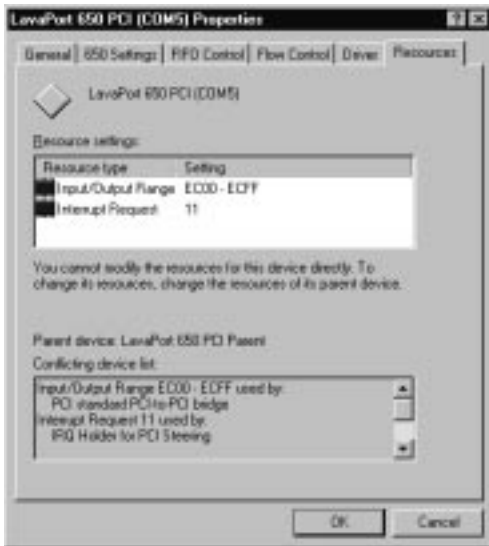 LavaPort 650 PCI (COM5) Properties
General 650 Settings FIFO Control Flow Control Driver Resources
LavaPort 650 PCI (COM5)
Resource settings:
Resource type Setting
Input/Output Range EC00 - ECFF
Interrupt Request 11
You cannot modify the resources for this device directly. To
change its resources, change the resources of its parent device.
Parent device: LavaPort 650 PCI Parent
Conflicting device list:
Input/Output Range EC00 - ECFF used by:
PCI standard PCI-to-PCI bridge
Interrupt Request 11 used by:
IRQ Holder for PCI Steering
OK Cancel